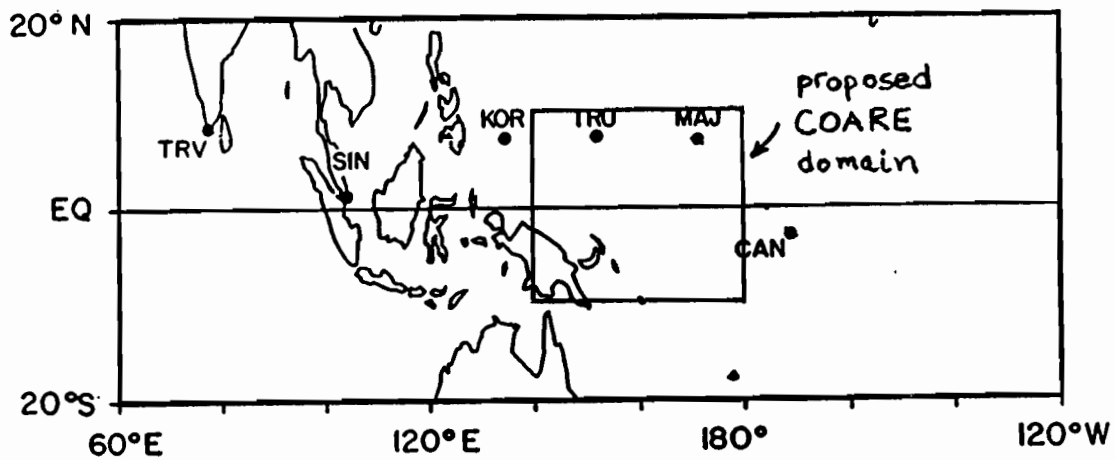 20°N
proposed
COARE
domain
KOR TRU MAJ
TRV
SIN
EQ
CAN
20°S
60°E 120°E 180° 120°W